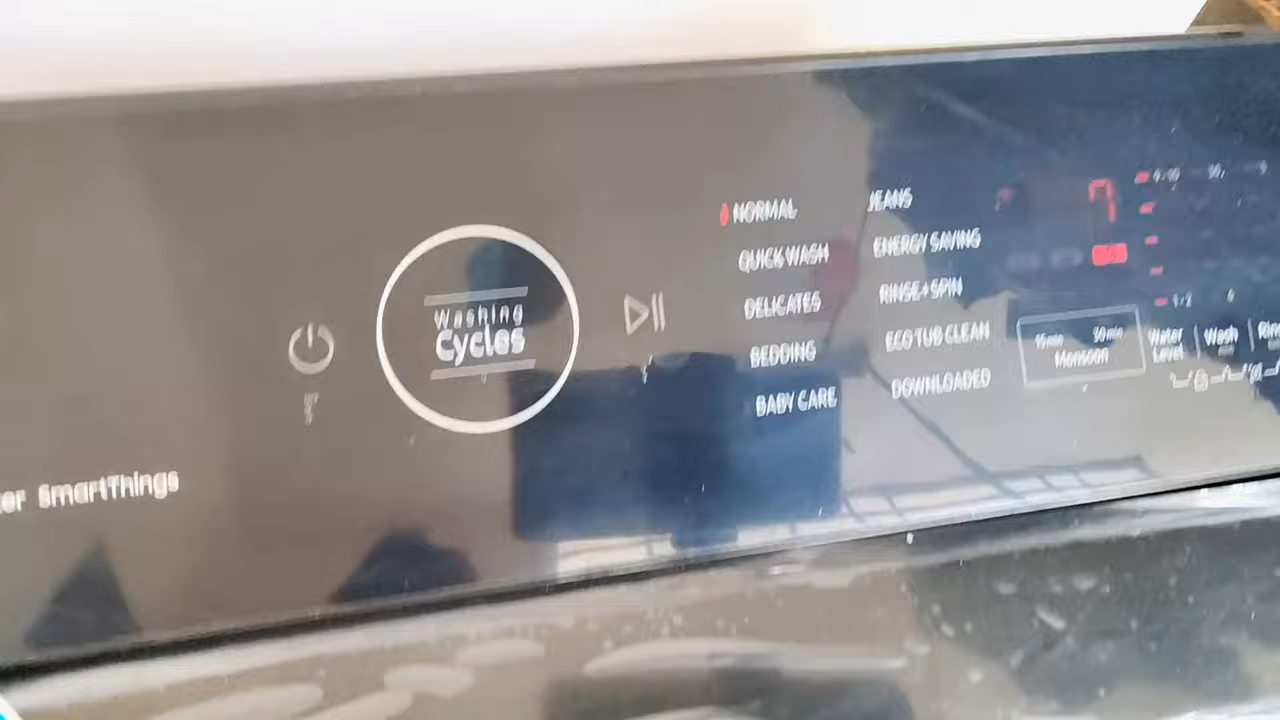 Washing
Cycles
SmartThings
NORMAL
QUICK WASH
DELICATES
BEDDING
BABY CARE
JEANS
ENERGY SAVING
RINSE+SPIN
ECO TUB CLEAN
DOWNLOADED
Monsoon
Water
Level
Wash